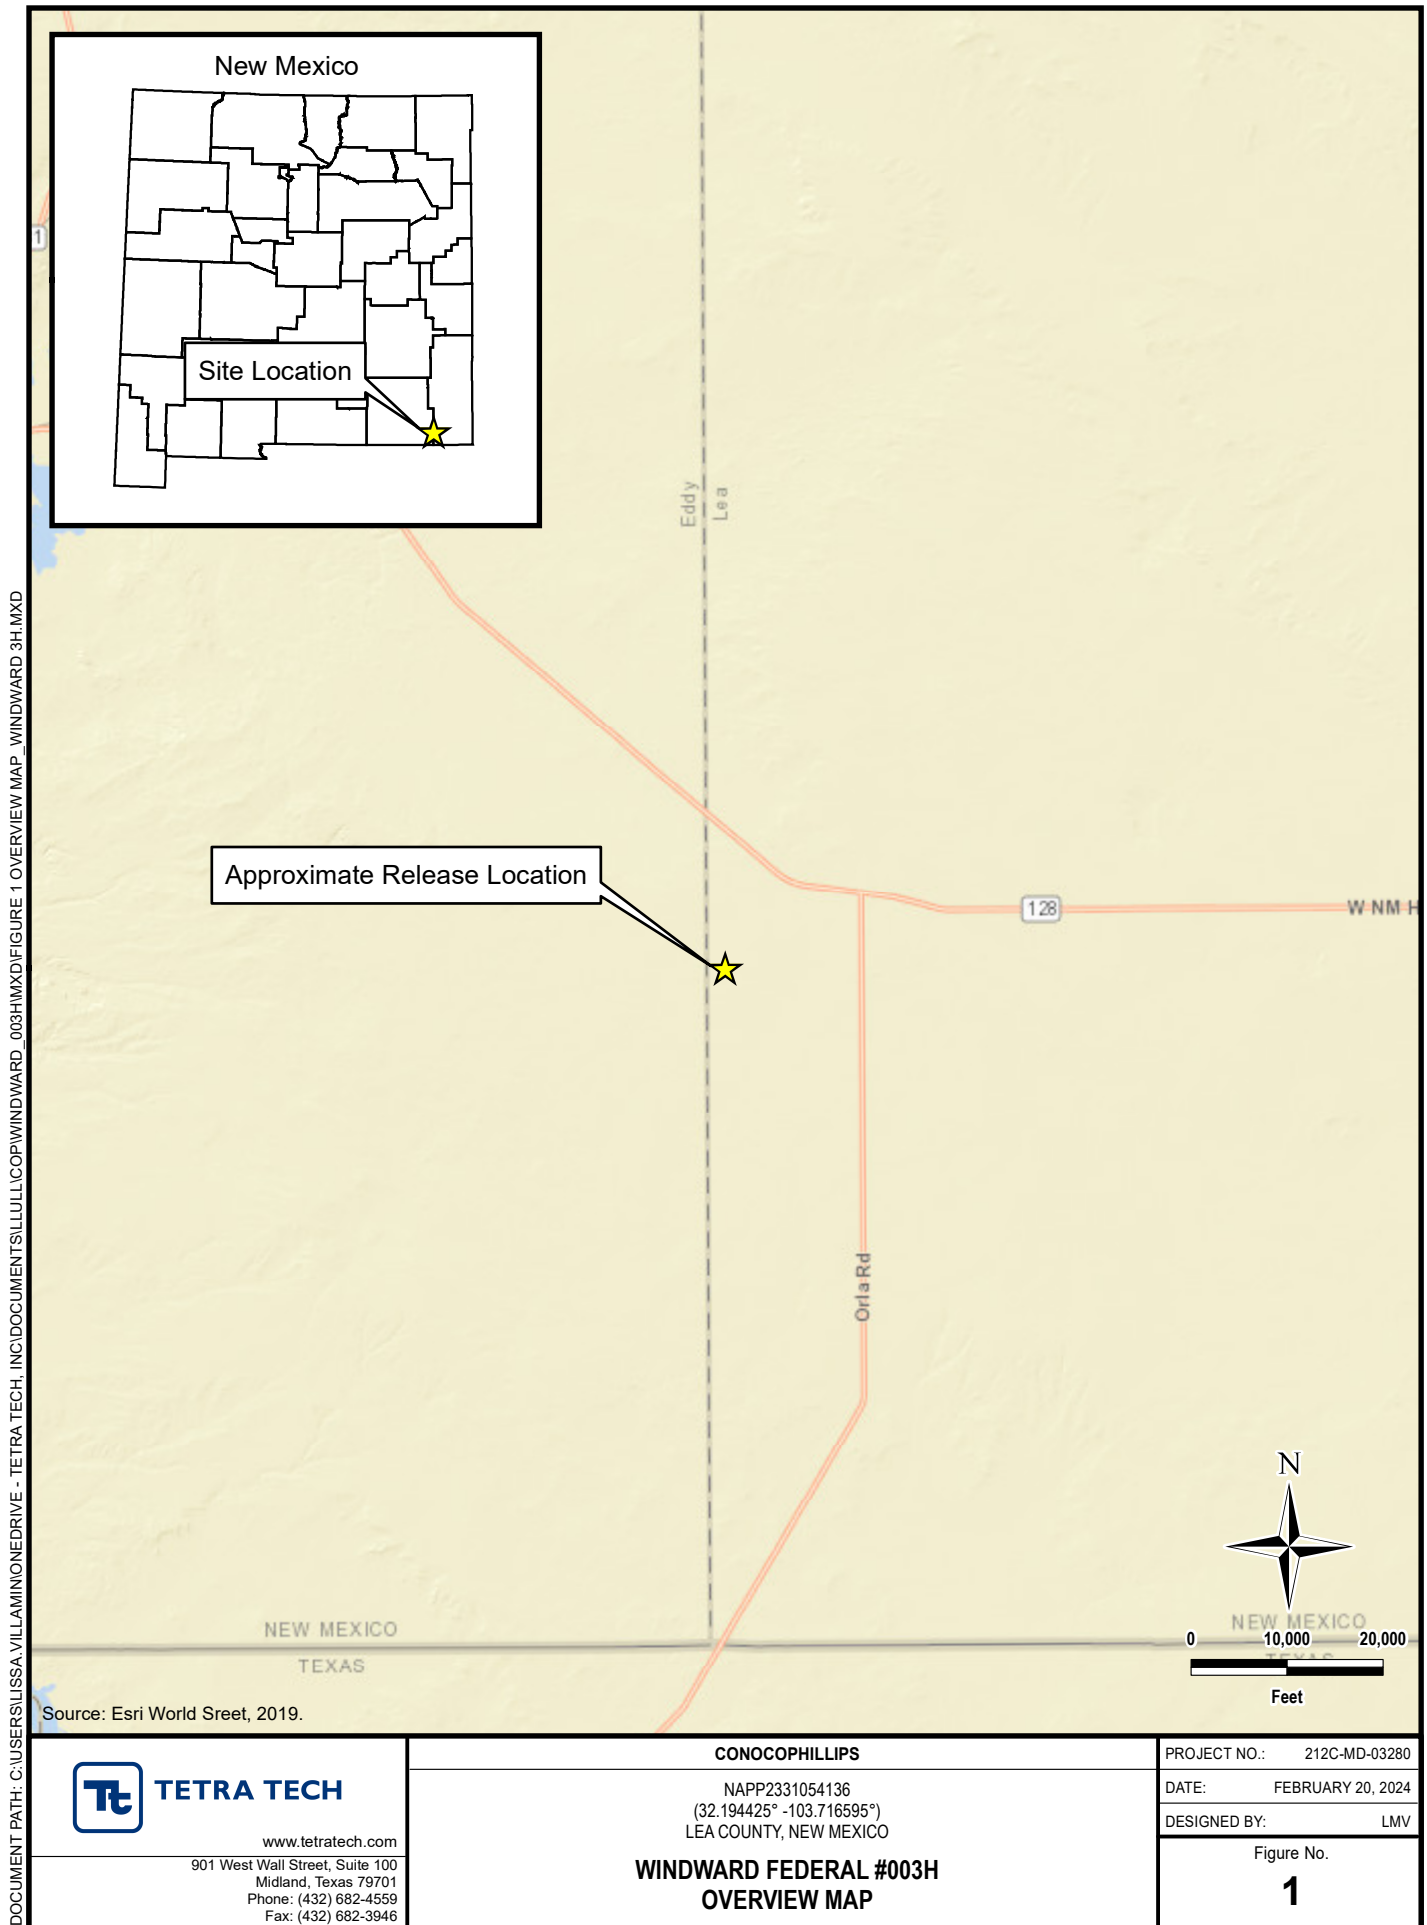 New Mexico
Site Location
1
Eddy
Lea
Approximate Release Location
128
W NM H
Orla Rd
N
NEW MEXICO
TEXAS
NEW MEXICO
TEXAS
0 10,000 20,000
Feet
Source: Esri World Sreet, 2019.
DOCUMENT PATH: C:\USERS\LISSA.VILLAMIN\ONEDRIVE - TETRA TECH, INC\DOCUMENTS\LLULL\COP\WINDWARD_003H\MXD\FIGURE 1 OVERVIEW MAP_WINDWARD 3H.MXD
Tt TETRA TECH
www.tetratech.com
901 West Wall Street, Suite 100
Midland, Texas 79701
Phone: (432) 682-4559
Fax: (432) 682-3946
CONOCOPHILLIPS
NAPP2331054136
(32.194425° -103.716595°)
LEA COUNTY, NEW MEXICO
WINDWARD FEDERAL #003H
OVERVIEW MAP
PROJECT NO.: 212C-MD-03280
DATE: FEBRUARY 20, 2024
DESIGNED BY: LMV
Figure No.
1